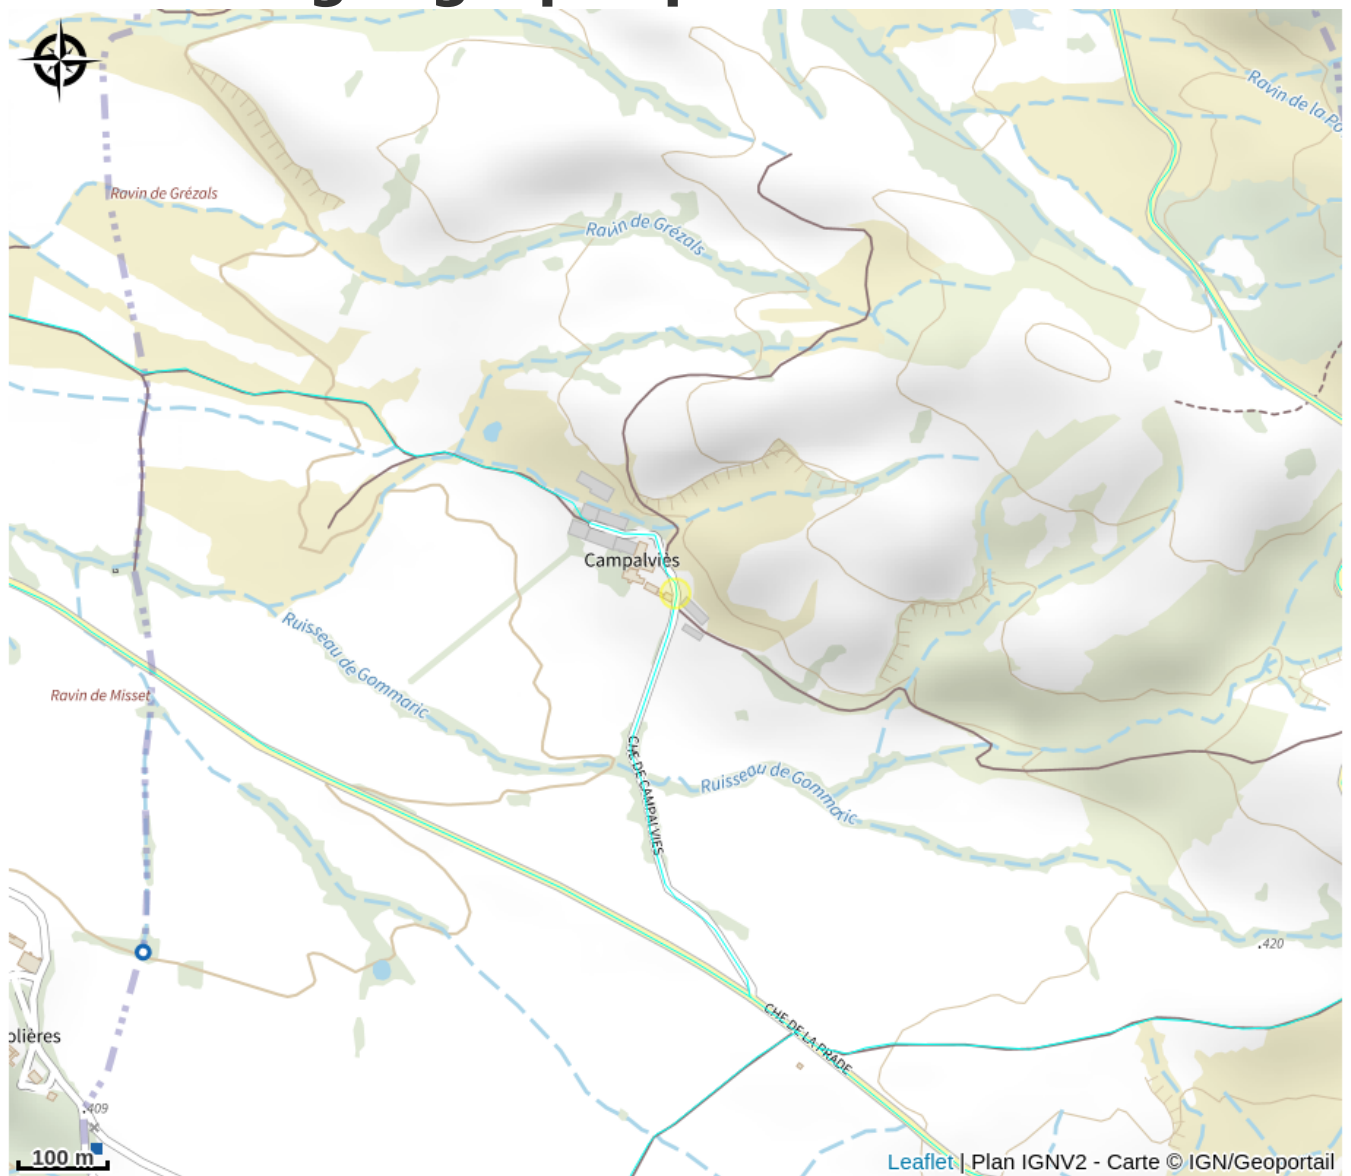 Ravin de la Po
Ravin de Grézals
Ravin de Grézals
Campalviès
Ruisseau de Gommaric
Ravin de Misset
CHE DE CAMPALVIES
Ruisseau de Gommaric
.420
CHE DE LA PRADE
olières
.409
100 m
Leaflet | Plan IGNV2 - Carte © IGN/Geoportail